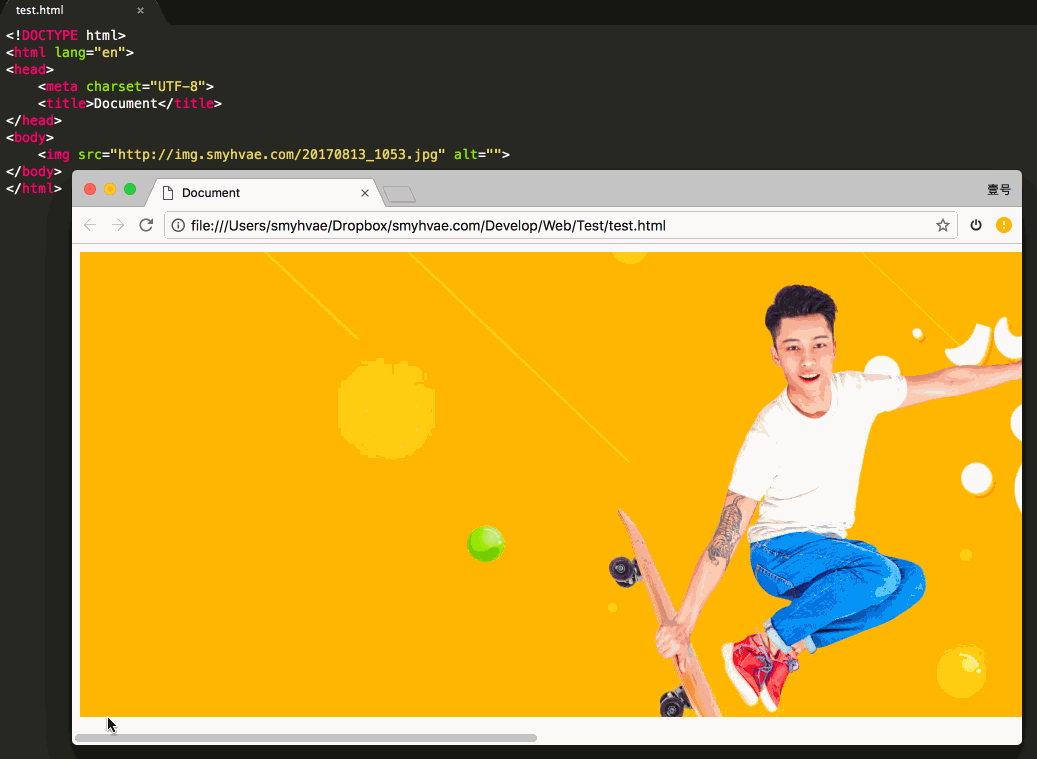 test.html ×
<!DOCTYPE html>
<html lang="en">
<head>
<meta charset="UTF-8">
<title>Document</title>
</head>
<body>
<img src="http://img.smyhvae.com/20170813_1053.jpg" alt="">
</body>
</html>
Document ×
壹号
file:///Users/smyhvae/Dropbox/smyhvae.com/Develop/Web/Test/test.html